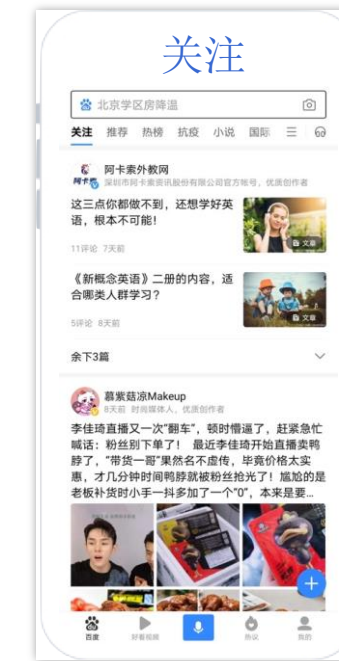 关注
北京学区房降温
关注 推荐 热榜 抗疫 小说 国际
阿卡索外教网
深圳市阿卡索资讯股份有限公司官方帐号，优质创作者
这三点你都做不到，还想学好英
语，根本不可能！
文章
11评论 7天前
《新概念英语》二册的内容，适
合哪类人群学习？
文章
5评论 8天前
余下3篇
慕紫菇凉Makeup
8天前 时尚媒体人，优质创作者
李佳琦直播又一次“翻车”，顿时懵逼了，赶紧急忙
喊话：粉丝别下单了！ 最近李佳琦开始直播卖鸭
脖了，“带货一哥”果然名不虚传，毕竟价格太实
惠，才几分钟时间鸭脖就被粉丝抢光了！尴尬的是
老板补货时小手一抖多加了一个“0”，本来是要...
百度 好看视频 热议 我的